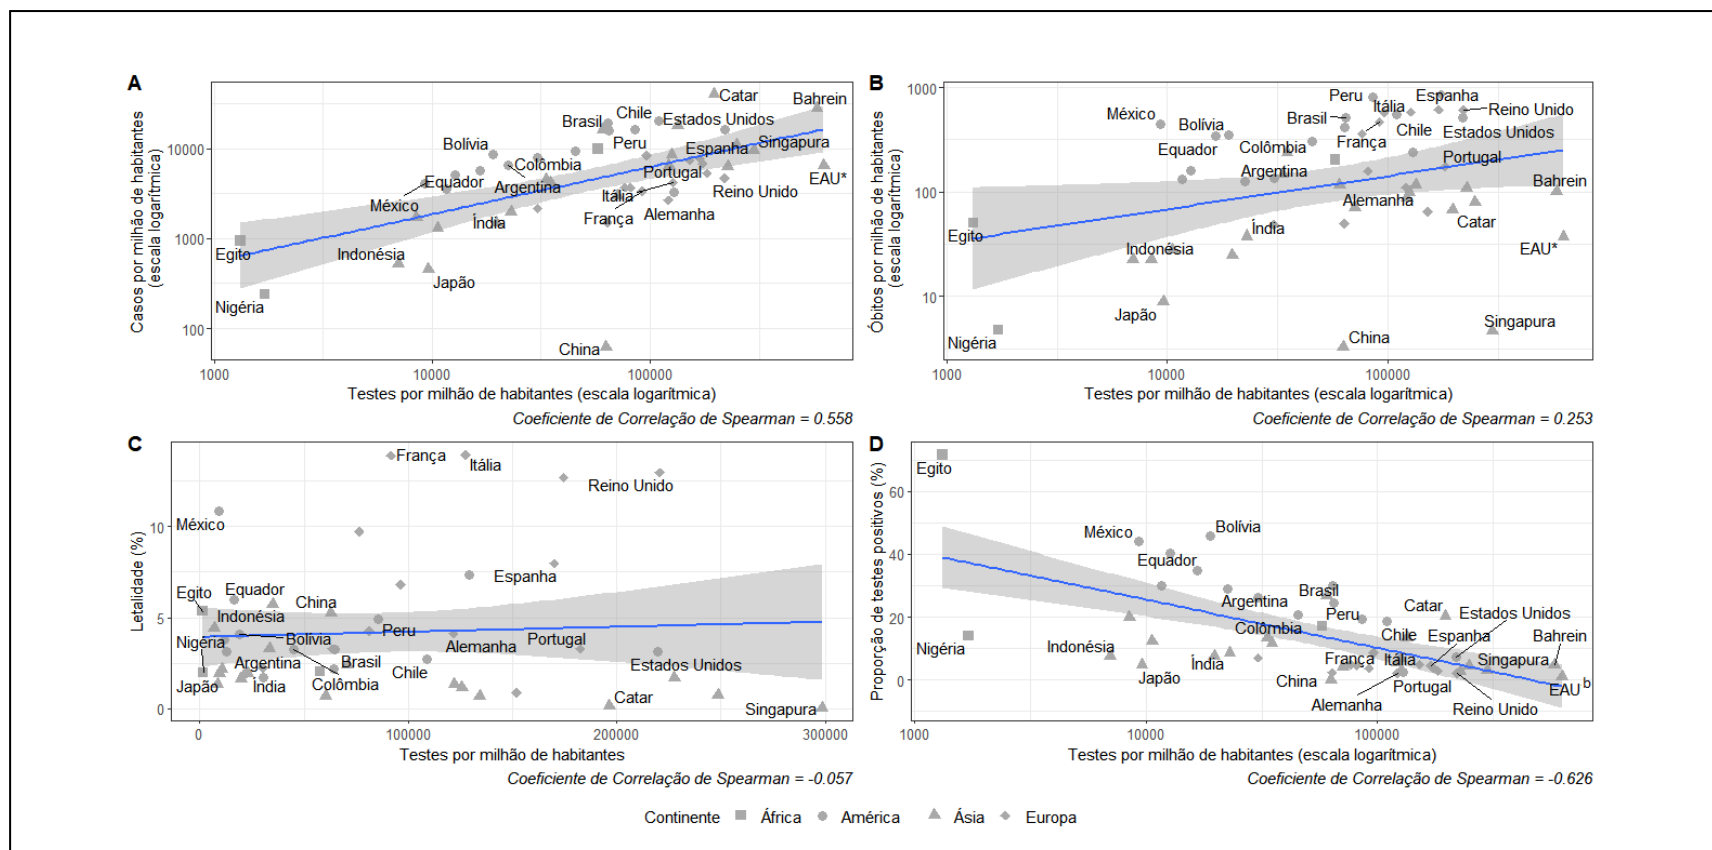 A
Casos por milhão de habitantes
(escala logarítmica)
10000
1000
100
Catar
Bahrein
Chile
Brasil
Estados Unidos
Peru
Bolívia
Singapura
Espanha
Colômbia
Portugal
EAU*
Equador
Argentina
Itália
Reino Unido
México
França
Alemanha
Índia
Egito
Indonésia
Japão
Nigéria
China
1000
10000
100000
Testes por milhão de habitantes (escala logarítmica)
Coeficiente de Correlação de Spearman = 0.558
B
Óbitos por milhão de habitantes
(escala logarítmica)
1000
100
10
Peru
Espanha
Itália
Reino Unido
México
Brasil
Bolívia
Chile
Estados Unidos
Colômbia
França
Equador
Argentina
Portugal
Alemanha
Bahrein
Catar
Índia
Egito
Indonésia
EAU*
Japão
Singapura
Nigéria
China
1000
10000
100000
Testes por milhão de habitantes (escala logarítmica)
Coeficiente de Correlação de Spearman = 0.253
C
Letalidade (%)
10
5
0
França
Itália
Reino Unido
México
Espanha
Egito
Equador
China
Indonésia
Peru
Nigéria
Bolívia
Alemanha
Portugal
Argentina
Brasil
Chile
Estados Unidos
Japão
Índia
Colômbia
Catar
Singapura
0
100000
200000
300000
Testes por milhão de habitantes
Coeficiente de Correlação de Spearman = -0.057
D
Proporção de testes positivos (%)
60
40
20
0
Egito
México
Bolívia
Equador
Brasil
Argentina
Peru
Catar
Estados Unidos
Nigéria
Colômbia
Chile
Espanha
Bahrein
Indonésia
Índia
França
Itália
Singapura
Japão
China
Portugal
EAU b
Alemanha
Reino Unido
1000
10000
100000
Testes por milhão de habitantes (escala logarítmica)
Coeficiente de Correlação de Spearman = -0.626
Continente África América Ásia Europa